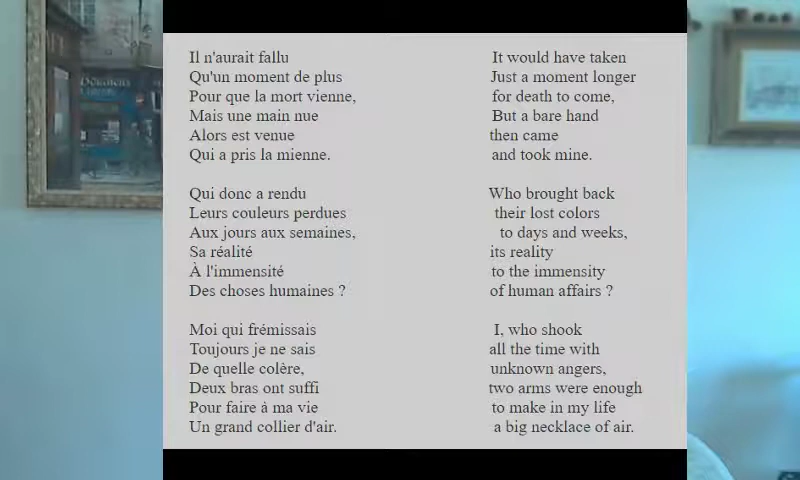 Il n'aurait fallu
Qu'un moment de plus
Pour que la mort vienne,
Mais une main nue
Alors est venue
Qui a pris la mienne.
Qui donc a rendu
Leurs couleurs perdues
Aux jours aux semaines,
Sa réalité
À l'immensité
Des choses humaines ?
Moi qui frémissais
Toujours je ne sais
De quelle colère,
Deux bras ont suffi
Pour faire à ma vie
Un grand collier d'air.
It would have taken
Just a moment longer
for death to come,
But a bare hand
then came
and took mine.
Who brought back
their lost colors
to days and weeks,
its reality
to the immensity
of human affairs ?
I, who shook
all the time with
unknown angers,
two arms were enough
to make in my life
a big necklace of air.